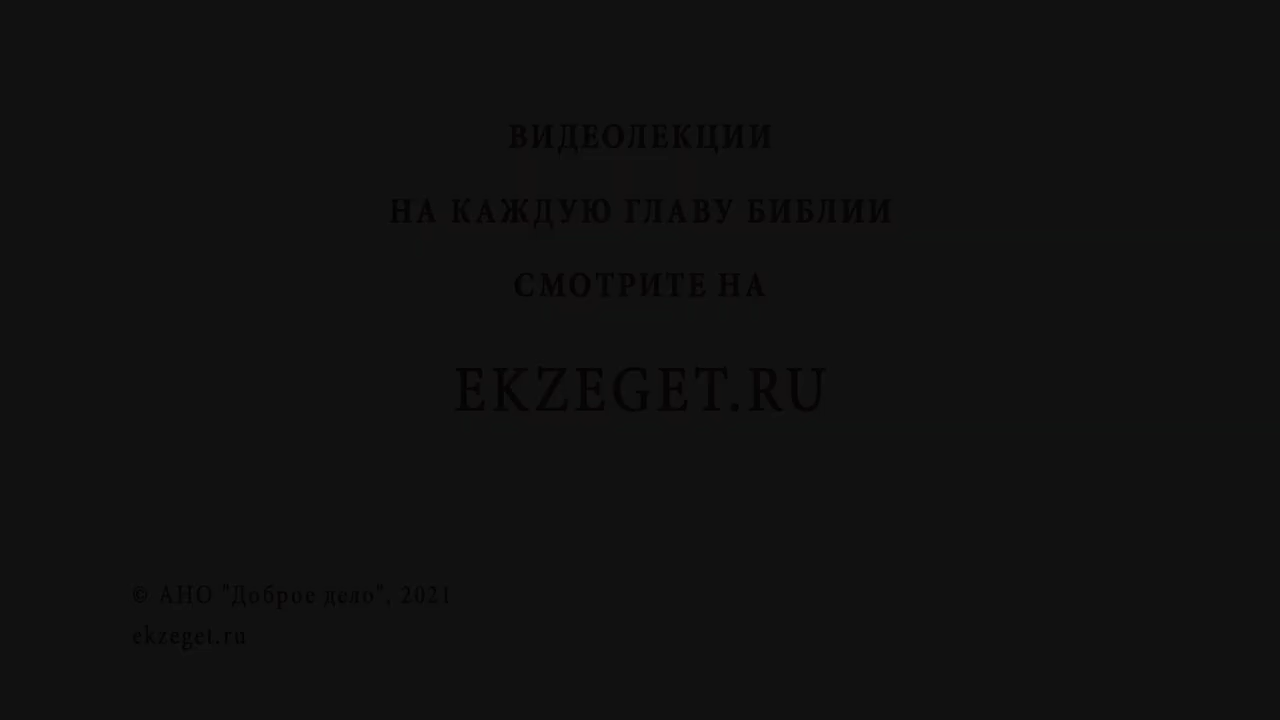 ВИДЕОЛЕКЦИИ
НА КАЖДУЮ ГЛАВУ БИБЛИИ
СМОТРИТЕ НА
EKZEGET.RU
© АНО "Доброе дело", 2021
ekzeget.ru